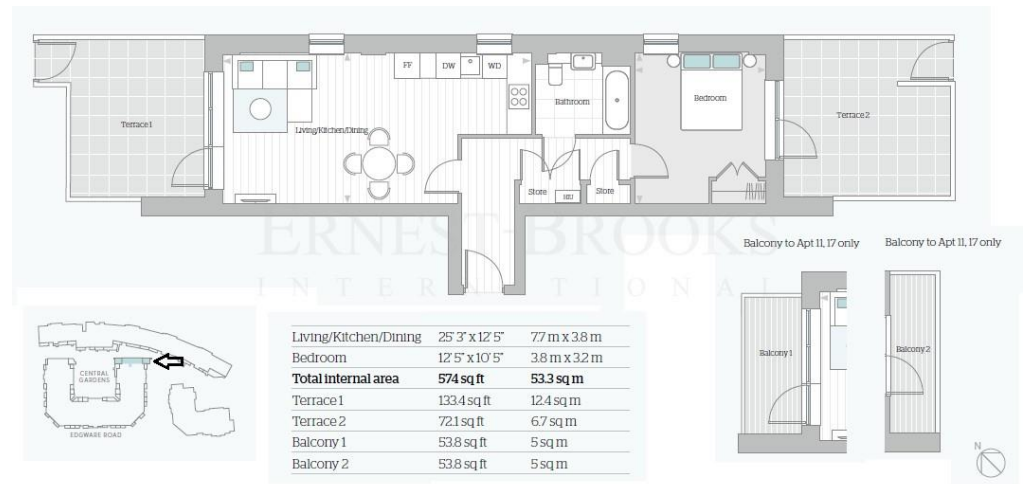 FF
DW
WD
Bathroom
Bedroom
Terrace 1
Living/Kitchen/Dining
Terrace 2
Store
HIU
Store
ERNEST-BROOKS
INTERNATIONAL
Balcony to Apt 11, 17 only
Balcony to Apt 11, 17 only
Balcony 1
Balcony 2
CENTRAL
GARDENS
EDGWARE ROAD
Living/Kitchen/Dining 25' 3" x 12' 5" 7.7 m x 3.8 m
Bedroom 12' 5" x 10' 5" 3.8 m x 3.2 m
Total internal area 574 sq ft 53.3 sq m
Terrace 1 133.4 sq ft 12.4 sq m
Terrace 2 72.1 sq ft 6.7 sq m
Balcony 1 53.8 sq ft 5 sq m
Balcony 2 53.8 sq ft 5 sq m
N